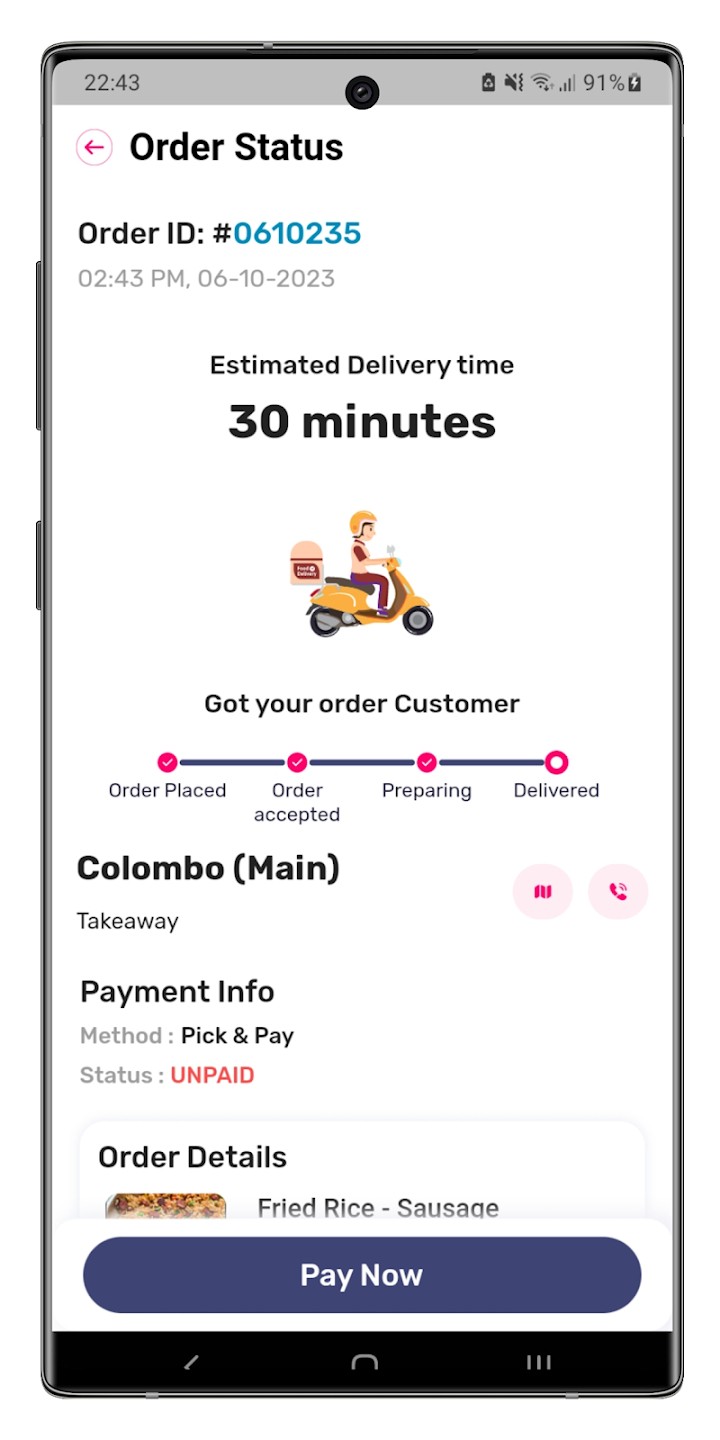 22:43
91%
Order Status
Order ID: #0610235
02:43 PM, 06-10-2023
Estimated Delivery time
30 minutes
Food
Delivery
Got your order Customer
Order Placed
Order
accepted
Preparing
Delivered
Colombo (Main)
Takeaway
Payment Info
Method : Pick & Pay
Status : UNPAID
Order Details
Fried Rice - Sausage
Pay Now